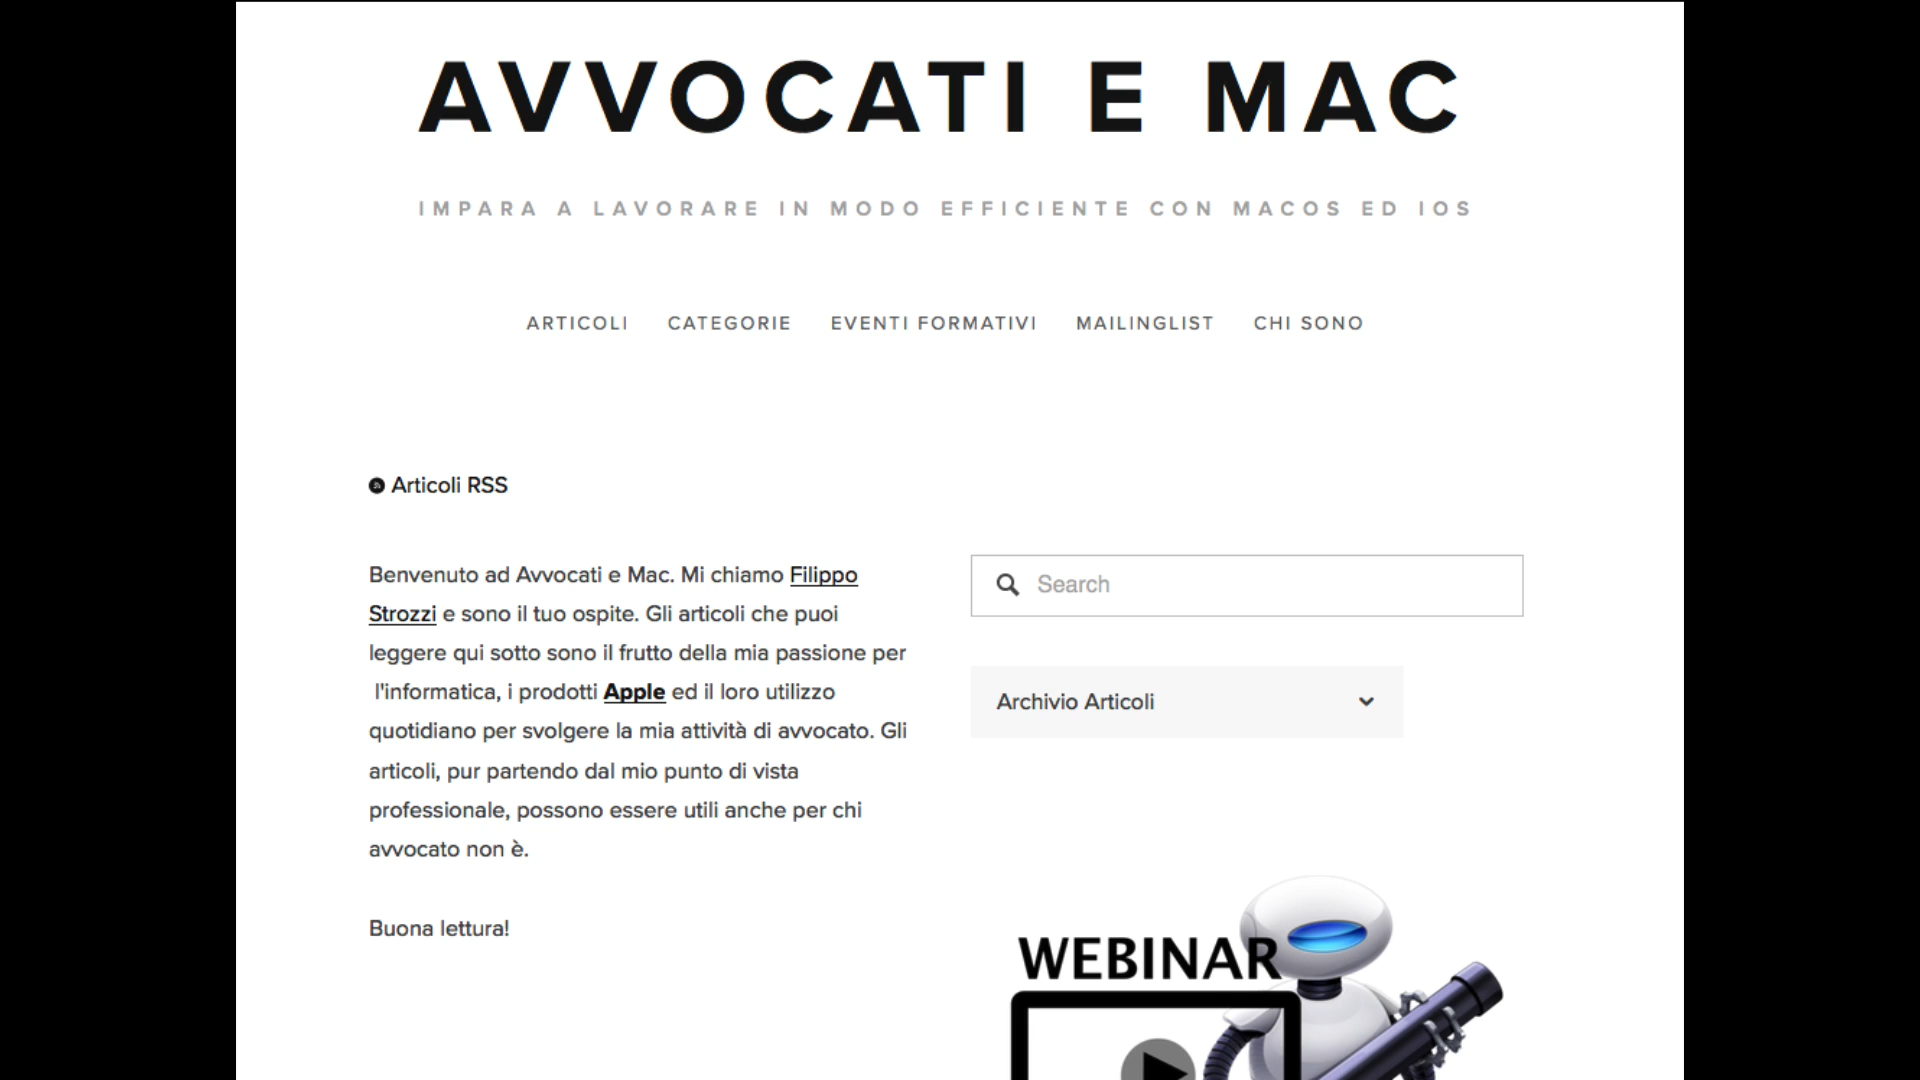 AVVOCATI E MAC
IMPARA A LAVORARE IN MODO EFFICIENTE CON MACOS ED IOS
ARTICOLI CATEGORIE EVENTI FORMATIVI MAILINGLIST CHI SONO
Articoli RSS
Benvenuto ad Avvocati e Mac. Mi chiamo Filippo
Strozzi e sono il tuo ospite. Gli articoli che puoi
leggere qui sotto sono il frutto della mia passione per
l'informatica, i prodotti Apple ed il loro utilizzo
quotidiano per svolgere la mia attività di avvocato. Gli
articoli, pur partendo dal mio punto di vista
professionale, possono essere utili anche per chi
avvocato non è.
Buona lettura!
Search
Archivio Articoli
WEBINAR